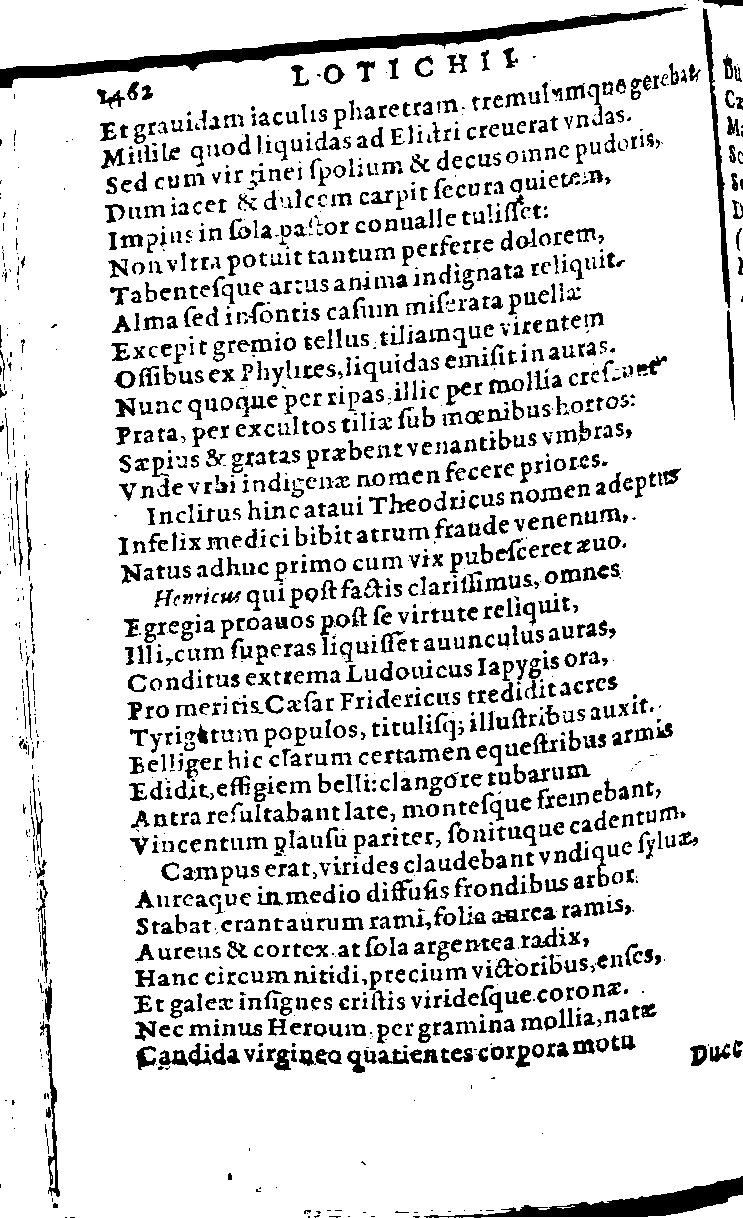 1462
LOTICHII
Et grauidam iaculis pharetram, tremulumque gerebat
Missile quod liquidas ad Elistri creuerat vndas.
Sed cum virginei ſpolium & decus omne pudoris,
Dum iacet & dulcem carpit ſecura quietem,
Impius in ſola paſtor conualle tuliſſet:
Non vltra potuit tantum perferre dolorem,
Tabenteſque artus anima indignata reliquit.
Alma ſed inſontis caſum miſerata puellæ
Excepit gremio tellus, tiliamque virentem
Oſſibus ex Phylires, liquidas emiſit in auras.
Nunc quoque per ripas, illic per mollia creſcunt
Prata, per excultos tiliæ ſub mœnibus hortos:
Sæpius & gratas præbent venantibus vmbras,
Vnde vrbi indigenæ nomen fecere priores.
Inclitus hinc ataui Theodricus nomen adeptus
Infelix medici bibit atrum fraude venenum,
Natus adhuc primo cum vix pubeſceret æuo.
Henricus qui poſt factis clariſſimus, omnes
Egregia proauos poſt ſe virtute reliquit,
Illi, cum ſuperas liquiſſet auunculus auras,
Conditus extrema Ludouicus Iapygis ora,
Pro meritis Cæſar Fridericus tredidit acres
Tyrigetum populos, tituliſq; illuſtribus auxit.
Belliger hic clarum certamen equeſtribus armis
Edidit, effigiem belli: clangore tubarum
Antra reſultabant late, monteſque fremebant,
Vincentum plauſu pariter, ſonituque cadentum.
Campus erat, virides claudebant vndique ſyluæ,
Aureaque in medio diffuſis frondibus arbor
Stabat. erant aurum rami, folia aurea ramis,
Aureus & cortex. at ſola argentea radix,
Hanc circum nitidi, precium victoribus, enſes,
Et galeæ inſignes criſtis virideſque coronæ.
Nec minus Heroum per gramina mollia, natæ
Candida virgineo quatientes corpora motu
Ducc